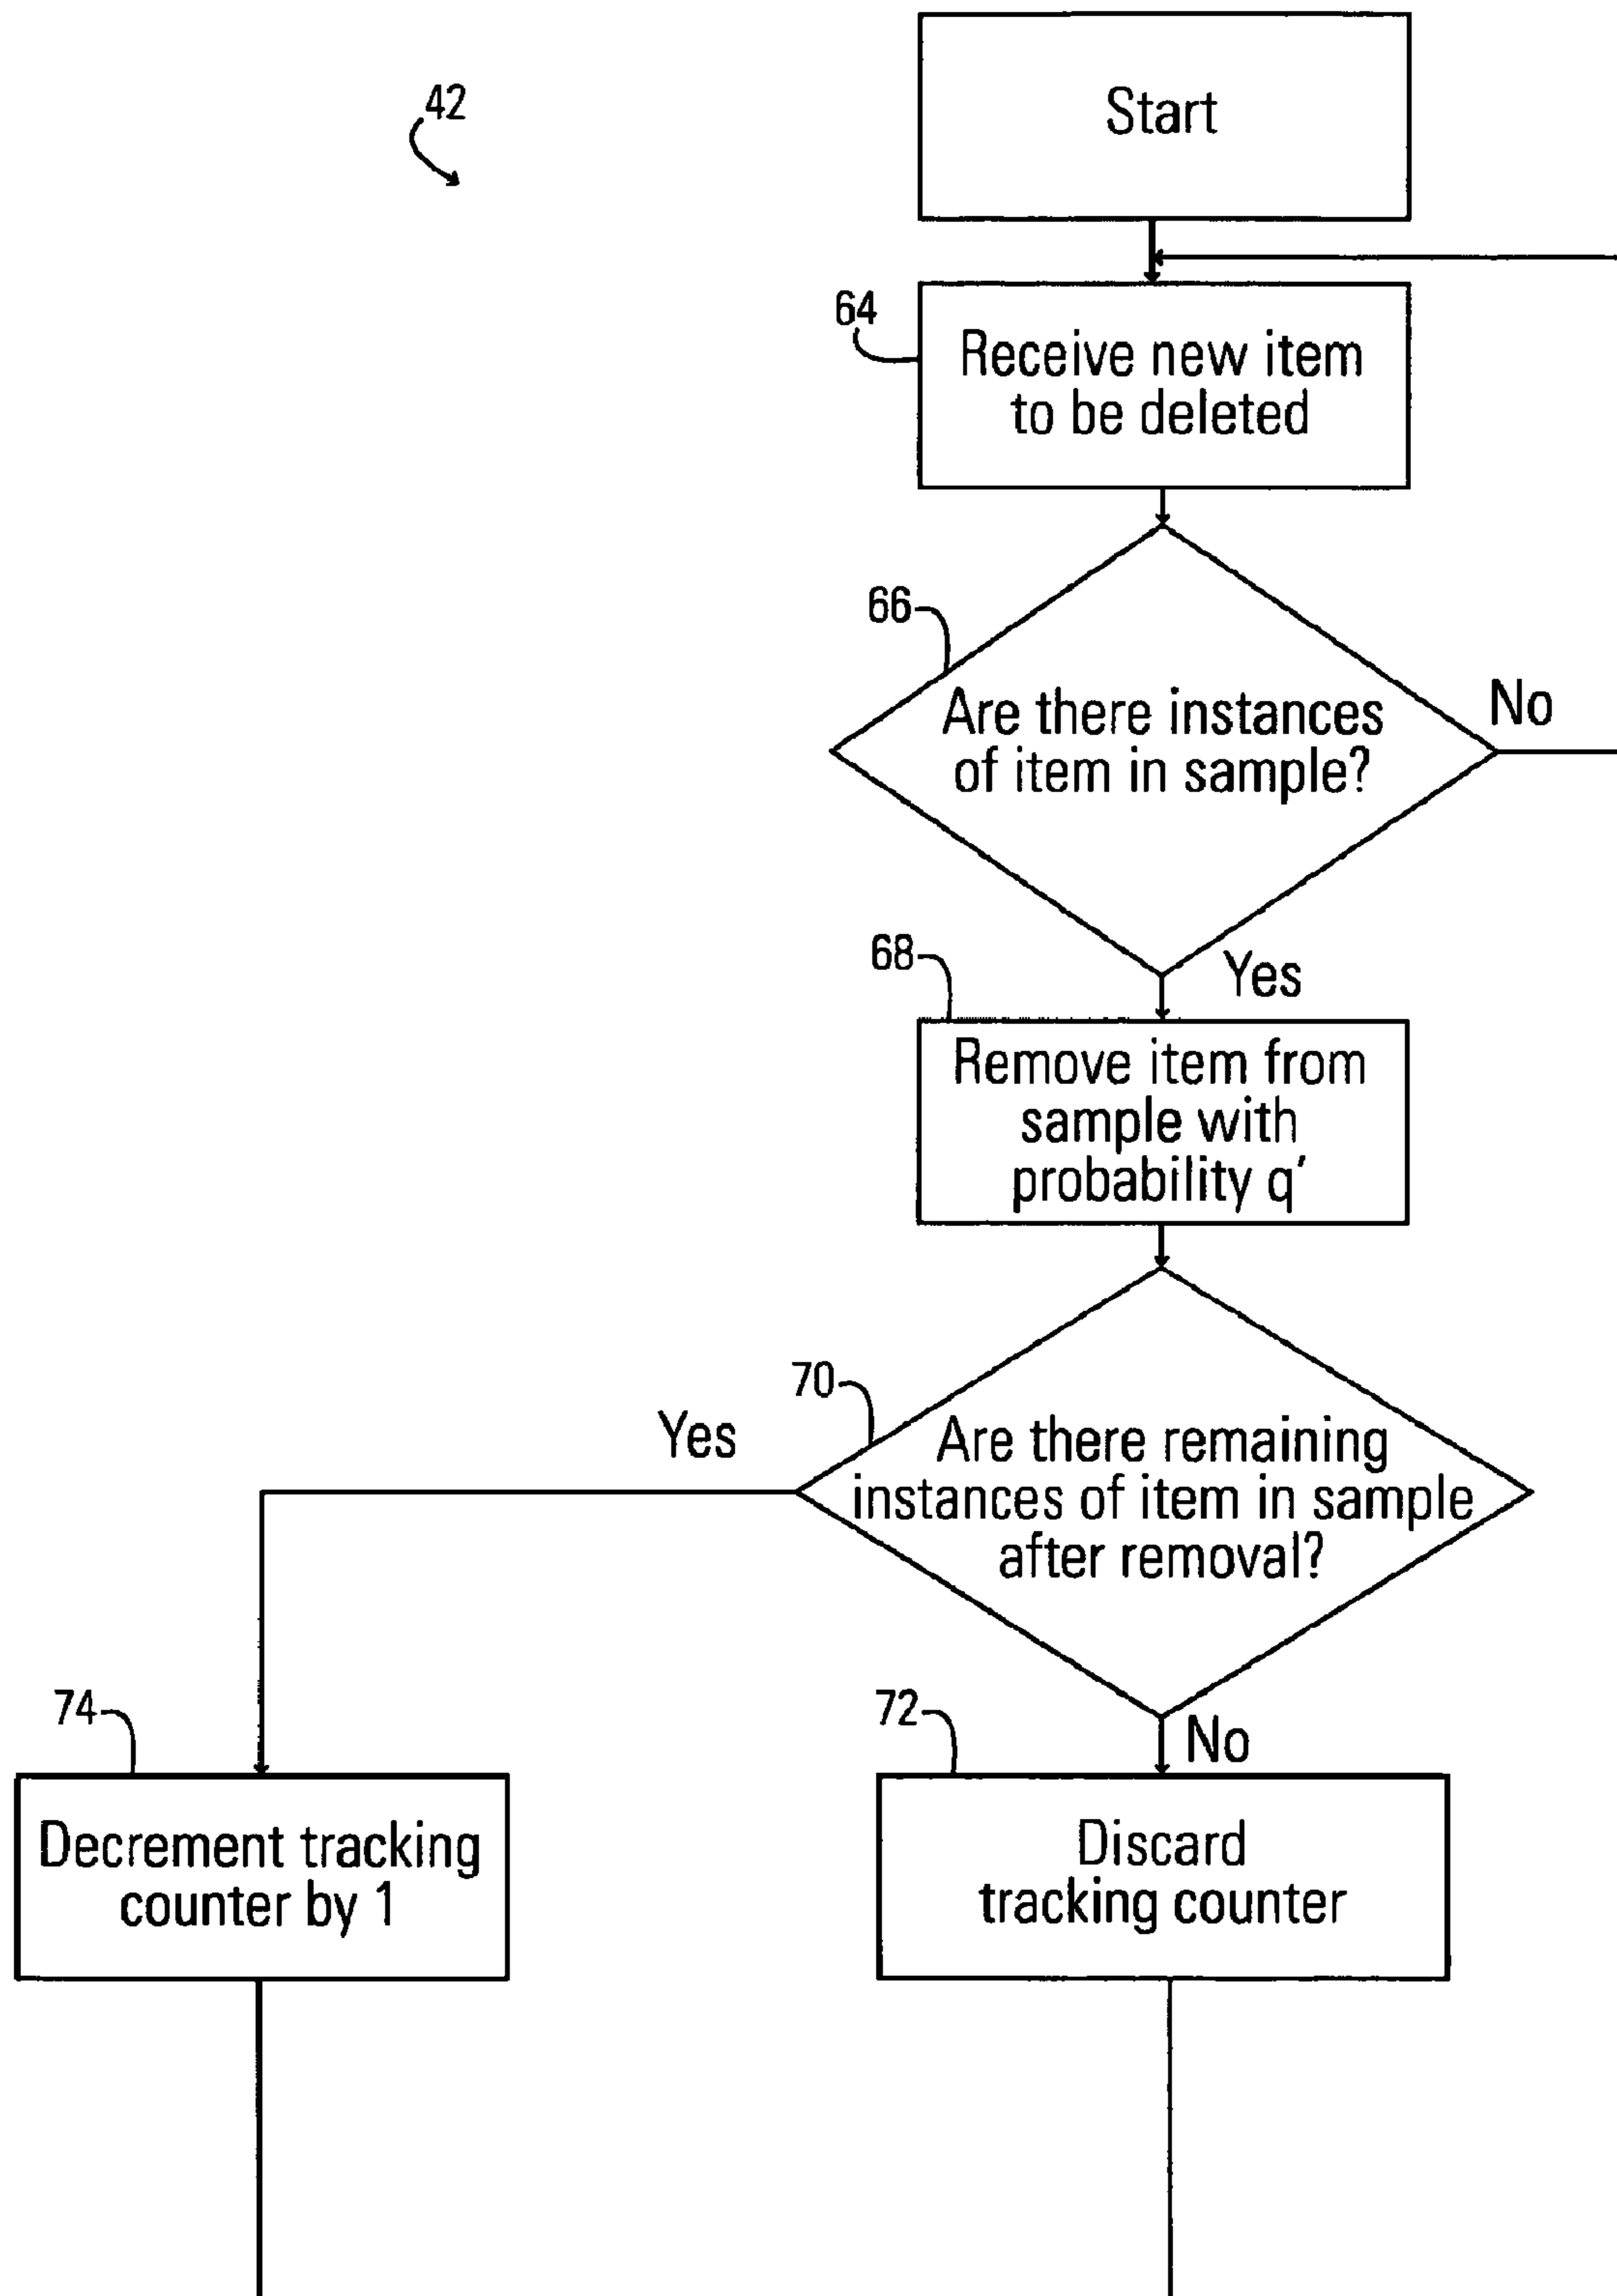 42
Start
64
Receive new item
to be deleted
66
Are there instances
of item in sample?
No
Yes
68
Remove item from
sample with
probability q'
70
Yes
Are there remaining
instances of item in sample
after removal?
No
74
Decrement tracking
counter by 1
72
Discard
tracking counter